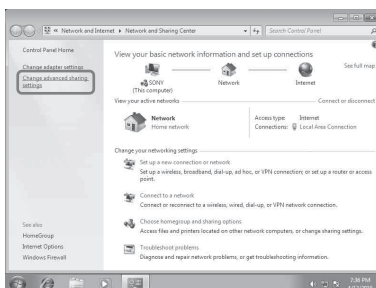 « Network and Internet ▸ Network and Sharing Center
Search Control Panel
Control Panel Home
Change adapter settings
Change advanced sharing
settings
View your basic network information and set up connections
See full map
SONY
(This computer)
Network
Internet
View your active networks
Connect or disconnect
Network
Home network
Access type: Internet
Connections: Local Area Connection
Change your networking settings
Set up a new connection or network
Set up a wireless, broadband, dial-up, ad hoc, or VPN connection; or set up a router or access
point.
Connect to a network
Connect or reconnect to a wireless, wired, dial-up, or VPN network connection.
Choose homegroup and sharing options
Access files and printers located on other network computers, or change sharing settings.
Troubleshoot problems
Diagnose and repair network problems, or get troubleshooting information.
See also
HomeGroup
Internet Options
Windows Firewall
7:36 PM